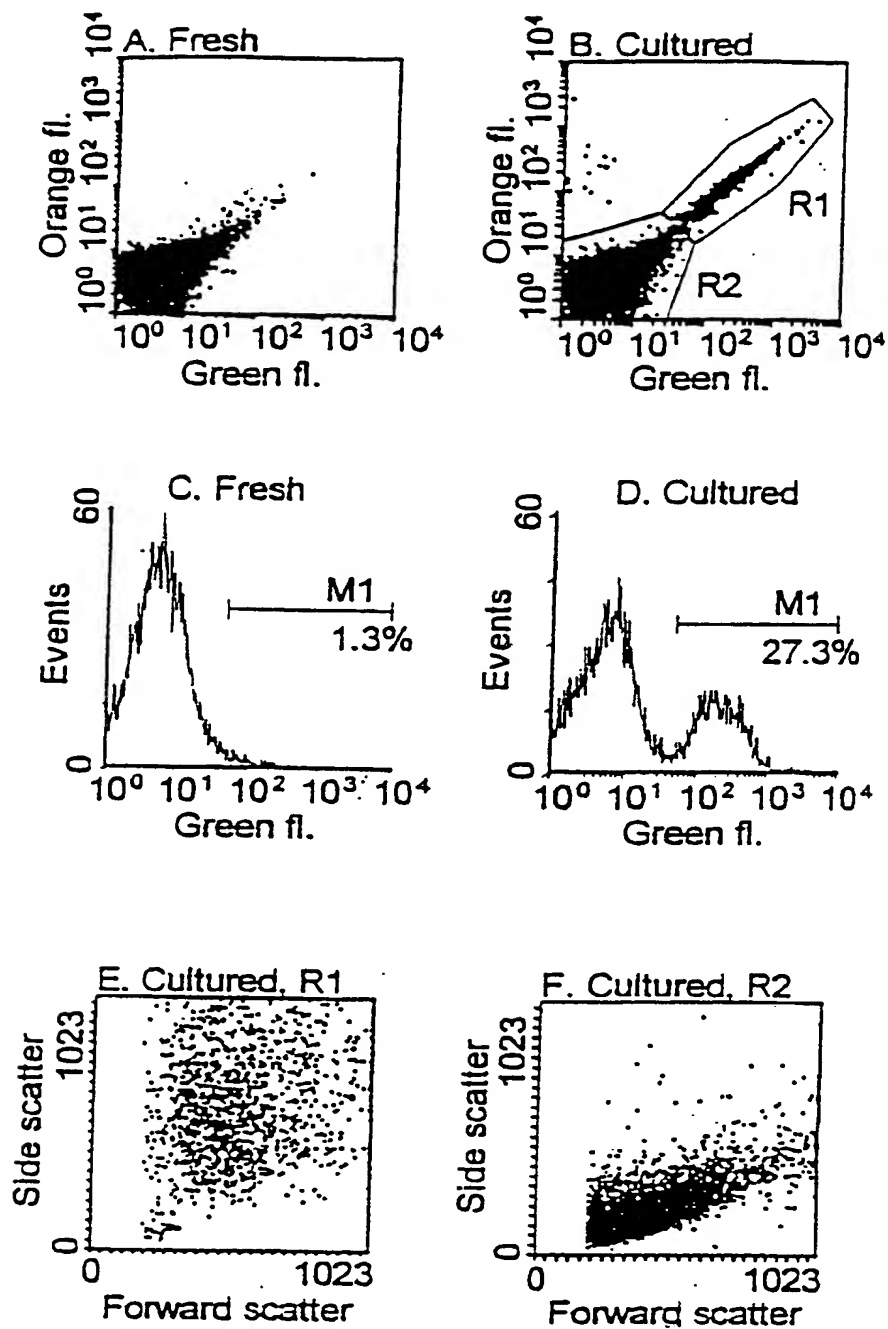 A. Fresh
Orange fl.
10⁴
10³
10²
10¹
10⁰
10⁰ 10¹ 10² 10³ 10⁴
Green fl.
B. Cultured
Orange fl.
10⁴
10³
10²
10¹
10⁰
R1
R2
10⁰ 10¹ 10² 10³ 10⁴
Green fl.
C. Fresh
Events
60
0
M1
1.3%
10⁰ 10¹ 10² 10³ 10⁴
Green fl.
D. Cultured
Events
60
0
M1
27.3%
10⁰ 10¹ 10² 10³ 10⁴
Green fl.
E. Cultured, R1
Side scatter
1023
0
0 1023
Forward scatter
F. Cultured, R2
Side scatter
1023
0
0 1023
Forward scatter